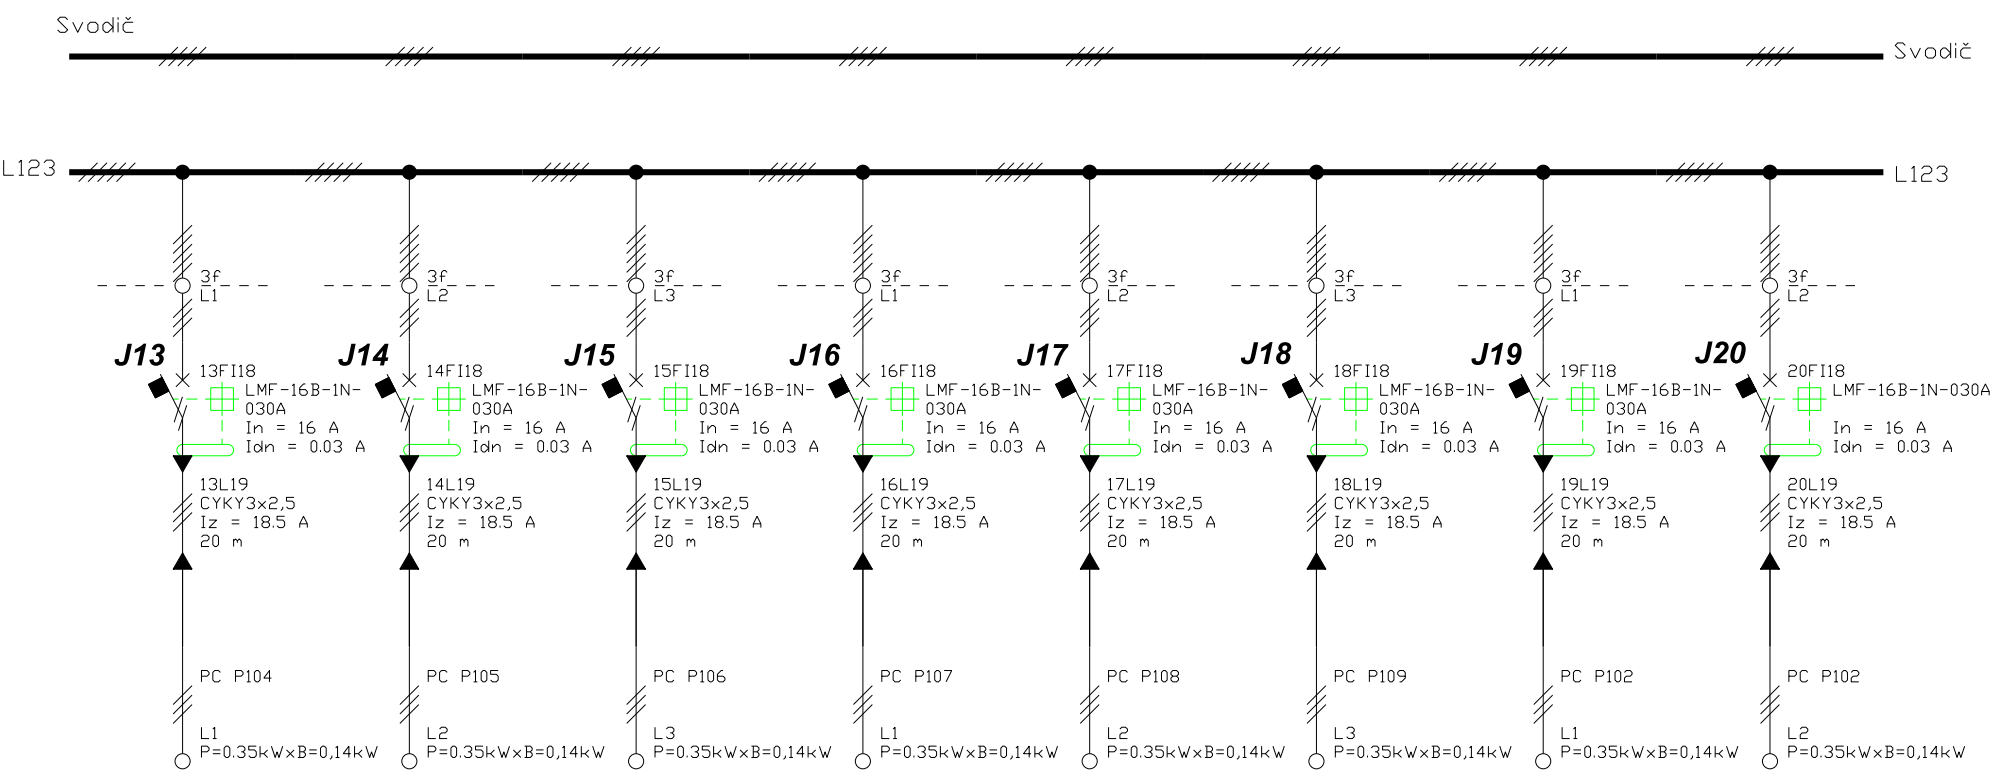 Svodič
Svodič
L123
L123
3f
L1
3f
L2
3f
L3
3f
L1
3f
L2
3f
L3
3f
L1
3f
L2
J13
13FI18
LMF-16B-1N-
030A
In = 16 A
Idn = 0.03 A
J14
14FI18
LMF-16B-1N-
030A
In = 16 A
Idn = 0.03 A
J15
15FI18
LMF-16B-1N-
030A
In = 16 A
Idn = 0.03 A
J16
16FI18
LMF-16B-1N-
030A
In = 16 A
Idn = 0.03 A
J17
17FI18
LMF-16B-1N-
030A
In = 16 A
Idn = 0.03 A
J18
18FI18
LMF-16B-1N-
030A
In = 16 A
Idn = 0.03 A
J19
19FI18
LMF-16B-1N-
030A
In = 16 A
Idn = 0.03 A
J20
20FI18
LMF-16B-1N-030A
In = 16 A
Idn = 0.03 A
13L19
CYKY3x2,5
Iz = 18.5 A
20 m
14L19
CYKY3x2,5
Iz = 18.5 A
20 m
15L19
CYKY3x2,5
Iz = 18.5 A
20 m
16L19
CYKY3x2,5
Iz = 18.5 A
20 m
17L19
CYKY3x2,5
Iz = 18.5 A
20 m
18L19
CYKY3x2,5
Iz = 18.5 A
20 m
19L19
CYKY3x2,5
Iz = 18.5 A
20 m
20L19
CYKY3x2,5
Iz = 18.5 A
20 m
PC P104
L1
P=0.35kWxB=0,14kW
PC P105
L2
P=0.35kWxB=0,14kW
PC P106
L3
P=0.35kWxB=0,14kW
PC P107
L1
P=0.35kWxB=0,14kW
PC P108
L2
P=0.35kWxB=0,14kW
PC P109
L3
P=0.35kWxB=0,14kW
PC P102
L1
P=0.35kWxB=0,14kW
PC P102
L2
P=0.35kWxB=0,14kW